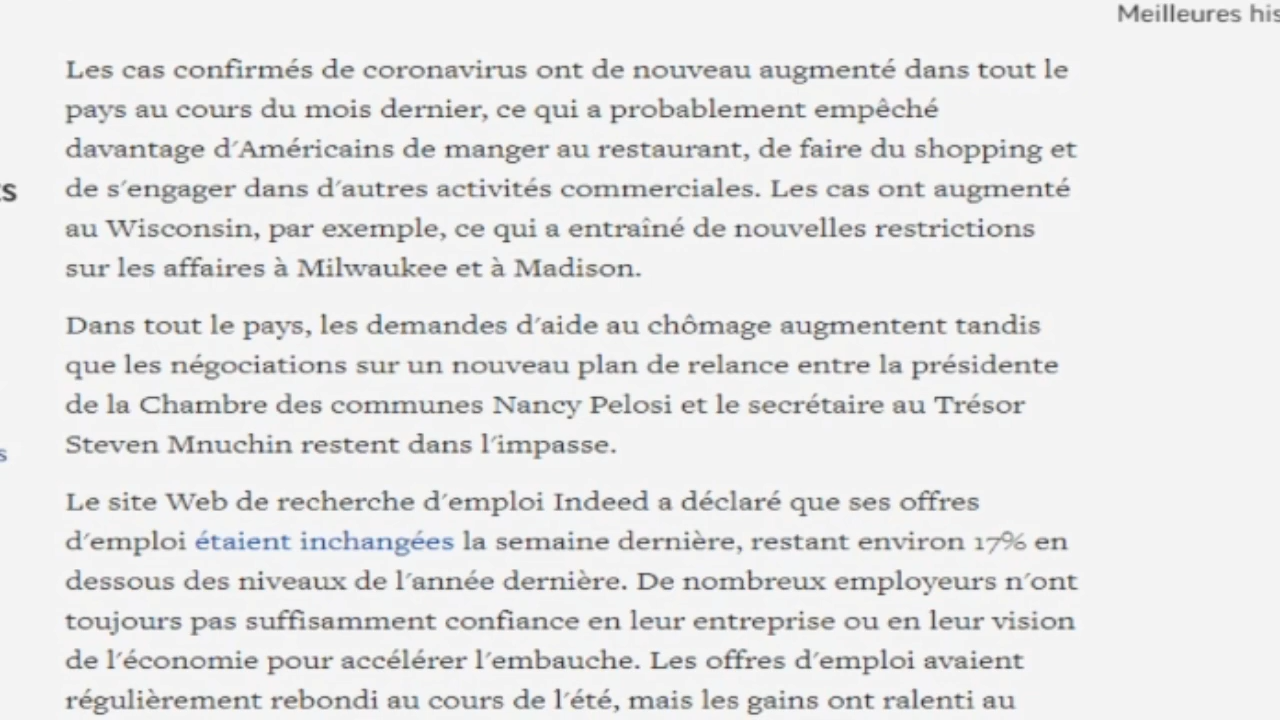 Meilleures his
Les cas confirmés de coronavirus ont de nouveau augmenté dans tout le
pays au cours du mois dernier, ce qui a probablement empêché
davantage d'Américains de manger au restaurant, de faire du shopping et
de s'engager dans d'autres activités commerciales. Les cas ont augmenté
au Wisconsin, par exemple, ce qui a entraîné de nouvelles restrictions
sur les affaires à Milwaukee et à Madison.
Dans tout le pays, les demandes d'aide au chômage augmentent tandis
que les négociations sur un nouveau plan de relance entre la présidente
de la Chambre des communes Nancy Pelosi et le secrétaire au Trésor
Steven Mnuchin restent dans l'impasse.
Le site Web de recherche d'emploi Indeed a déclaré que ses offres
d'emploi étaient inchangées la semaine dernière, restant environ 17% en
dessous des niveaux de l'année dernière. De nombreux employeurs n'ont
toujours pas suffisamment confiance en leur entreprise ou en leur vision
de l'économie pour accélérer l'embauche. Les offres d'emploi avaient
régulièrement rebondi au cours de l'été, mais les gains ont ralenti au